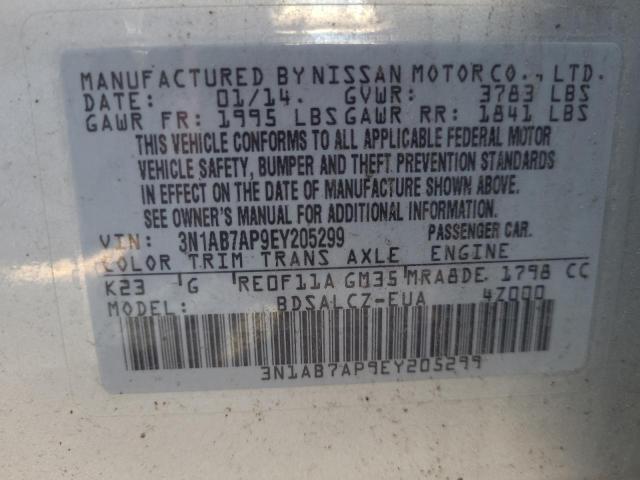 MANUFACTURED BY NISSAN MOTOR CO., LTD.
DATE: 01/14. GVWR: 3783 LBS
GAWR FR: 1995 LBS GAWR RR: 1841 LBS
THIS VEHICLE CONFORMS TO ALL APPLICABLE FEDERAL MOTOR
VEHICLE SAFETY, BUMPER AND THEFT PREVENTION STANDARDS
IN EFFECT ON THE DATE OF MANUFACTURE SHOWN ABOVE.
SEE OWNER'S MANUAL FOR ADDITIONAL INFORMATION.
VIN: 3N1AB7AP9EY205299 PASSENGER CAR.
COLOR TRIM TRANS AXLE ENGINE
K23 G RE0F11A GM35 MRA8DE 1798 CC
MODEL: BDSALCZ-EUA 4Z000
3N1AB7AP9EY205299